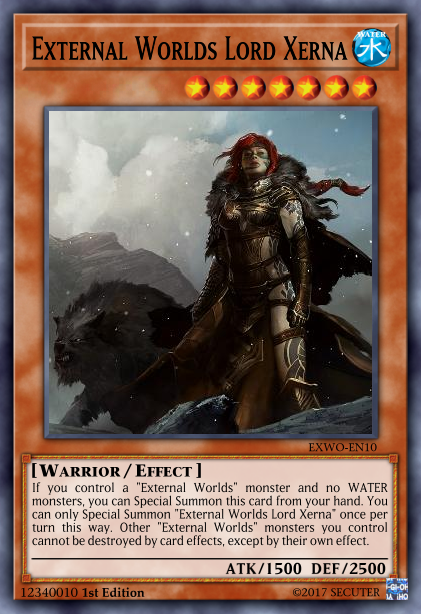 External Worlds Lord Xerna
WATER
水
EXWO-EN10
[Warrior / Effect]
If you control a "External Worlds" monster and no WATER
monsters, you can Special Summon this card from your hand. You
can only Special Summon "External Worlds Lord Xerna" once per
turn this way. Other "External Worlds" monsters you control
cannot be destroyed by card effects, except by their own effect.
ATK/1500 DEF/2500
12340010 1st Edition
©2017 SECUTER